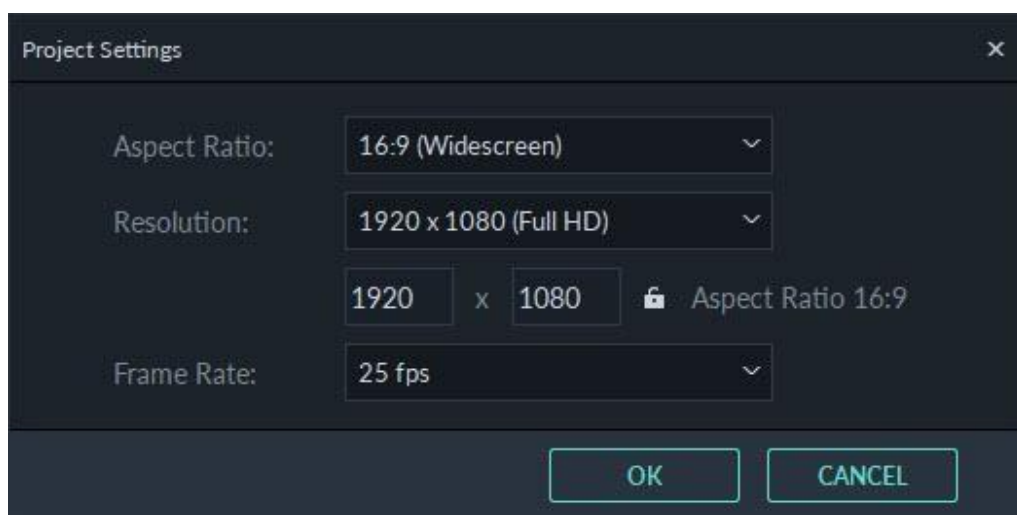 Project Settings ×
Aspect Ratio: 16:9 (Widescreen)
Resolution: 1920 x 1080 (Full HD)
1920 x 1080 Aspect Ratio 16:9
Frame Rate: 25 fps
OK CANCEL